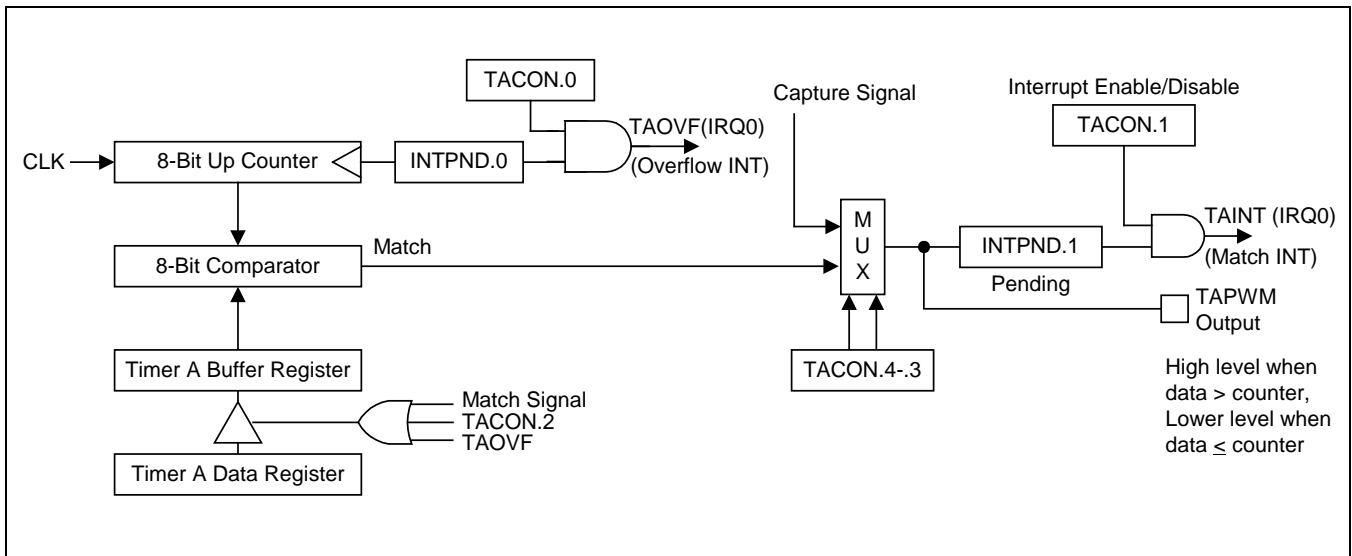 TACON.0
Capture Signal
Interrupt Enable/Disable
TACON.1
TAOVF(IRQ0)
(Overflow INT)
CLK
8-Bit Up Counter
INTPND.0
M
U
X
TAINT (IRQ0)
(Match INT)
8-Bit Comparator
Match
INTPND.1
Pending
TAPWM
Output
Timer A Buffer Register
TACON.4-.3
High level when
data > counter,
Lower level when
data ≤ counter
Match Signal
TACON.2
TAOVF
Timer A Data Register